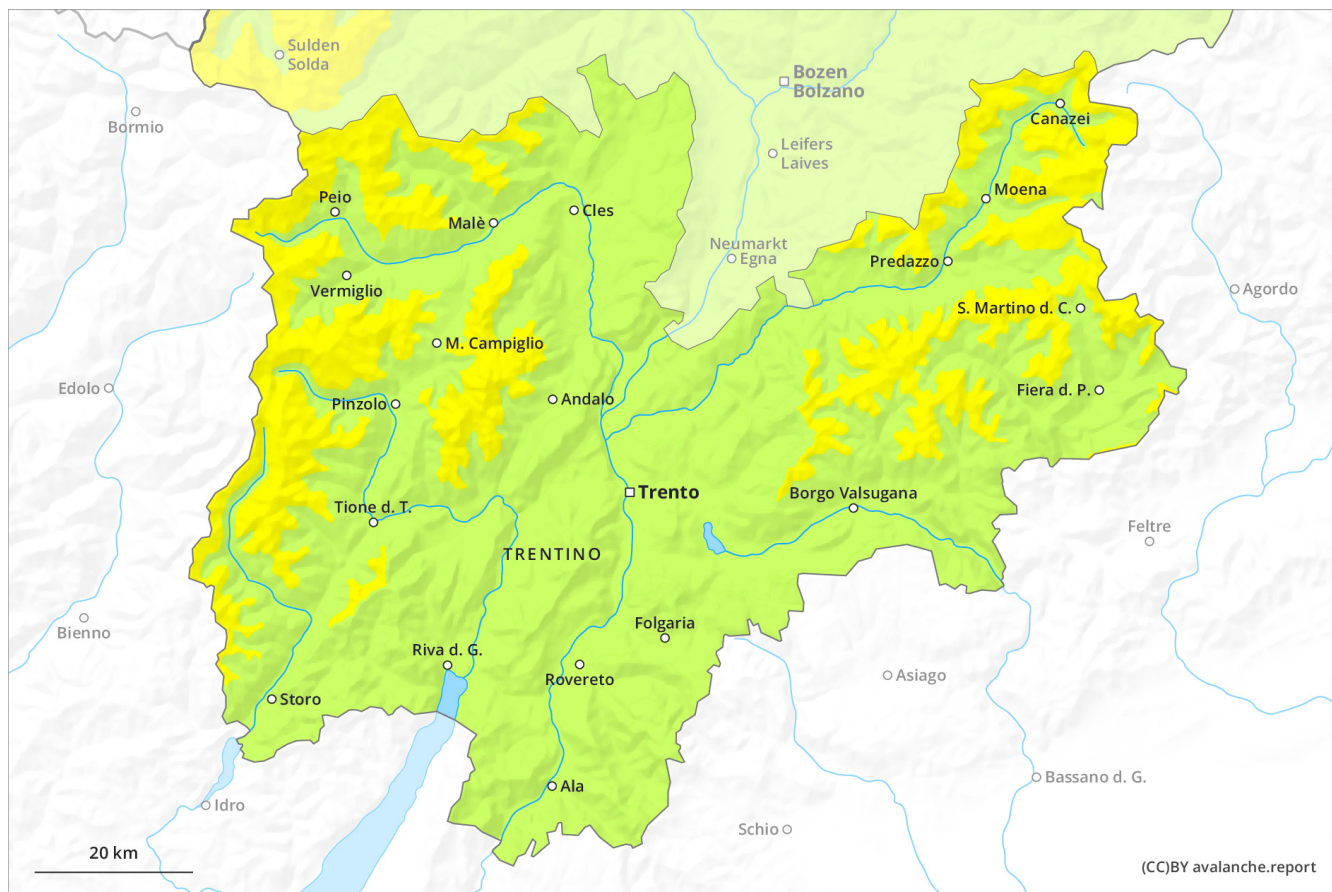 Sulden
Solda
Bozen
Bolzano
Bormio
Canazei
Leifers
Laives
Peio
Moena
Malè
Cles
Neumarkt
Egna
Predazzo
Vermiglio
Agordo
S. Martino d. C.
M. Campiglio
Edolo
Fiera d. P.
Pinzolo
Andalo
Trento
Borgo Valsugana
Tione d. T.
Feltre
TRENTINO
Bienno
Folgaria
Riva d. G.
Rovereto
Asiago
Storo
Bassano d. G.
Ala
Idro
Schio
20 km
(CC)BY avalanche.report